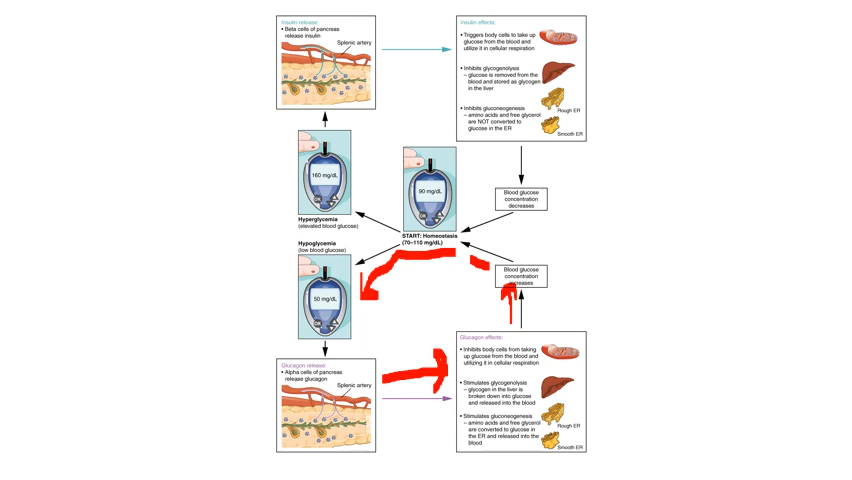 Insulin release:
• Beta cells of pancreas
release insulin
Splenic artery
Insulin effects:
• Triggers body cells to take up
glucose from the blood and
utilize it in cellular respiration
• Inhibits glycogenolysis
– glucose is removed from the
blood and stored as glycogen
in the liver
• Inhibits gluconeogenesis
– amino acids and free glycerol
are NOT converted to
glucose in the ER
Rough ER
Smooth ER
160 mg/dL
OK
Hyperglycemia
(elevated blood glucose)
90 mg/dL
OK
START: Homeostasis
(70–110 mg/dL)
Blood glucose
concentration
decreases
Hypoglycemia
(low blood glucose)
50 mg/dL
OK
Blood glucose
concentration
increases
Glucagon release:
• Alpha cells of pancreas
release glucagon
Splenic artery
Glucagon effects:
• Inhibits body cells from taking
up glucose from the blood and
utilizing it in cellular respiration
• Stimulates glycogenolysis
– glycogen in the liver is
broken down into glucose
and released into the blood
• Stimulates gluconeogenesis
– amino acids and free glycerol
are converted to glucose in
the ER and released into the
blood
Rough ER
Smooth ER